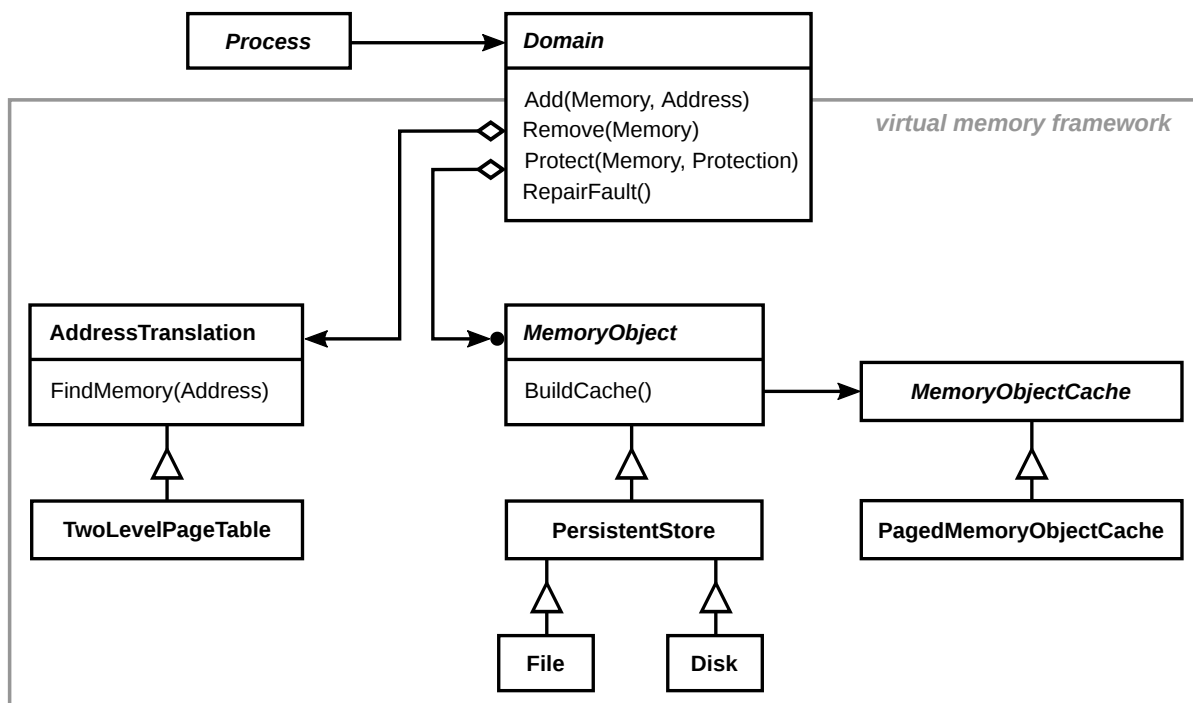 Process
Domain
Add(Memory, Address)
Remove(Memory)
Protect(Memory, Protection)
RepairFault()
virtual memory framework
AddressTranslation
FindMemory(Address)
MemoryObject
BuildCache()
MemoryObjectCache
TwoLevelPageTable
PersistentStore
PagedMemoryObjectCache
File
Disk